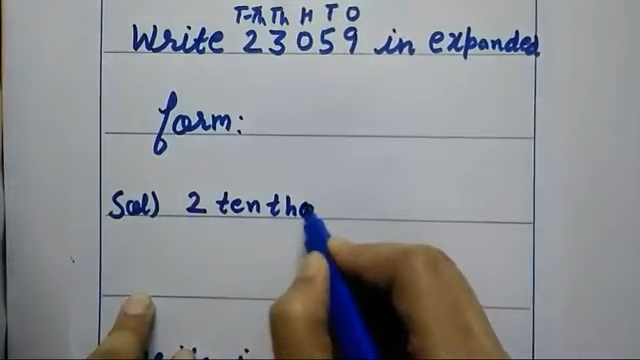 T-Th Th H T O
Write 23059 in expanded
form:
Sol) 2 ten tho